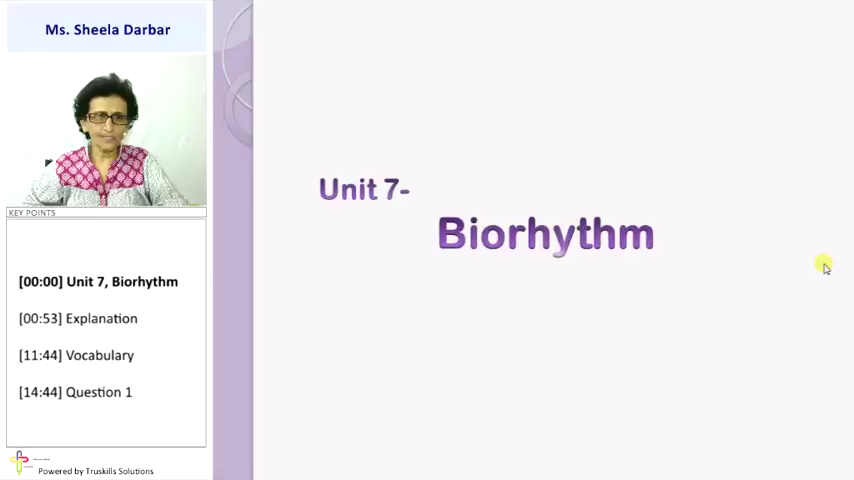 Ms. Sheela Darbar
Unit 7-
Biorhythm
KEY POINTS
[00:00] Unit 7, Biorhythm
[00:53] Explanation
[11:44] Vocabulary
[14:44] Question 1
Powered by Truskills Solutions